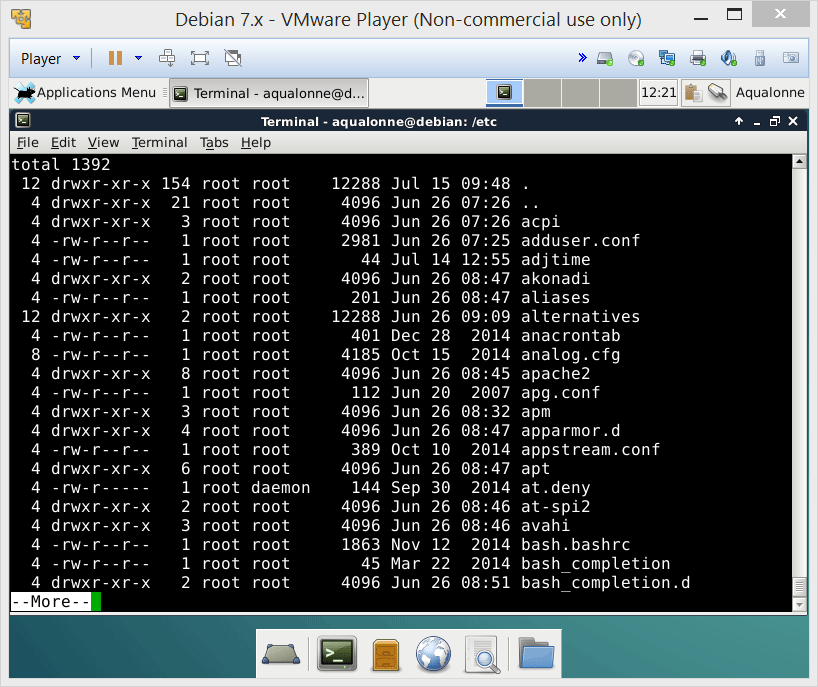 Debian 7.x - VMware Player (Non-commercial use only)
Player
Applications Menu Terminal - aqualonne@d... 12:21 Aqualonne
Terminal - aqualonne@debian: /etc
File Edit View Terminal Tabs Help
total 1392
12 drwxr-xr-x 154 root root 12288 Jul 15 09:48 .
4 drwxr-xr-x 21 root root 4096 Jun 26 07:26 ..
4 drwxr-xr-x 3 root root 4096 Jun 26 07:26 acpi
4 -rw-r--r-- 1 root root 2981 Jun 26 07:25 adduser.conf
4 -rw-r--r-- 1 root root 44 Jul 14 12:55 adjtime
4 drwxr-xr-x 2 root root 4096 Jun 26 08:47 akonadi
4 -rw-r--r-- 1 root root 201 Jun 26 08:47 aliases
12 drwxr-xr-x 2 root root 12288 Jun 26 09:09 alternatives
4 -rw-r--r-- 1 root root 401 Dec 28 2014 anacrontab
8 -rw-r--r-- 1 root root 4185 Oct 15 2014 analog.cfg
4 drwxr-xr-x 8 root root 4096 Jun 26 08:45 apache2
4 -rw-r--r-- 1 root root 112 Jun 20 2007 apg.conf
4 drwxr-xr-x 3 root root 4096 Jun 26 08:32 apm
4 drwxr-xr-x 4 root root 4096 Jun 26 08:47 apparmor.d
4 -rw-r--r-- 1 root root 389 Oct 10 2014 appstream.conf
4 drwxr-xr-x 6 root root 4096 Jun 26 08:47 apt
4 -rw-r----- 1 root daemon 144 Sep 30 2014 at.deny
4 drwxr-xr-x 2 root root 4096 Jun 26 08:46 at-spi2
4 drwxr-xr-x 3 root root 4096 Jun 26 08:46 avahi
4 -rw-r--r-- 1 root root 1863 Nov 12 2014 bash.bashrc
4 -rw-r--r-- 1 root root 45 Mar 22 2014 bash_completion
4 drwxr-xr-x 2 root root 4096 Jun 26 08:51 bash_completion.d
--More--